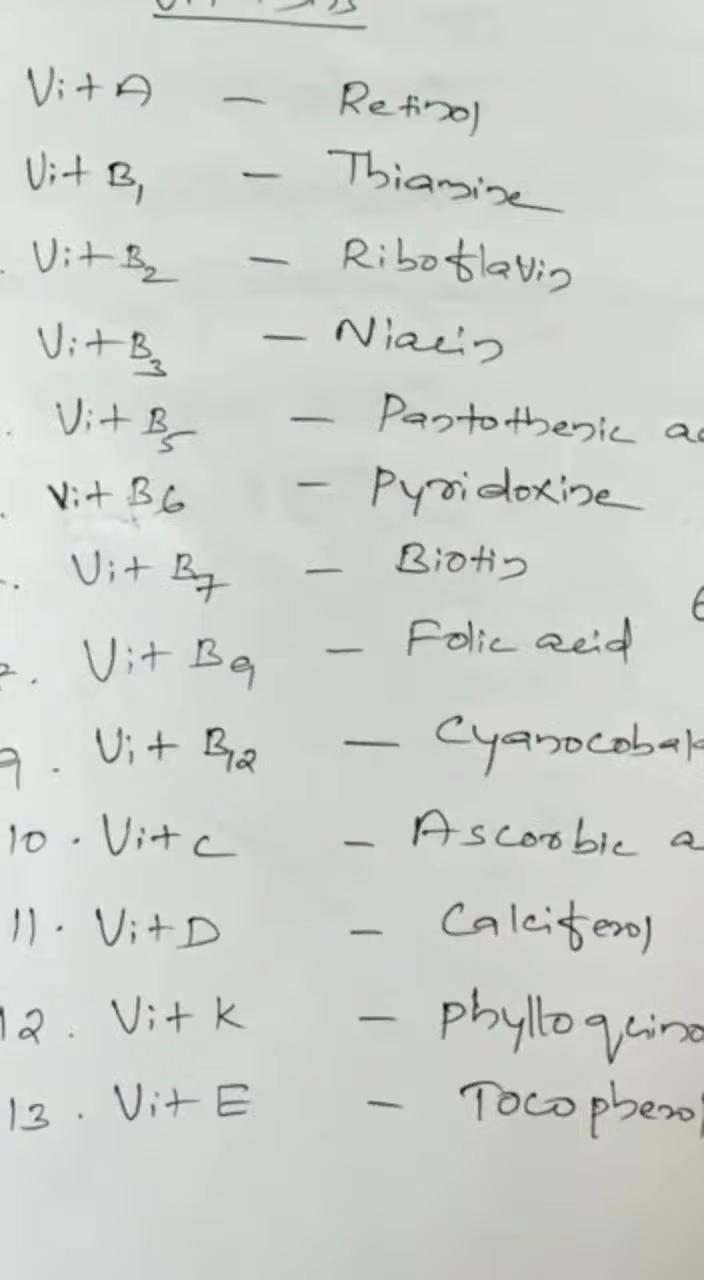 Vit A - Retinol
Vit B1 - Thiamine
Vit B2 - Riboflavin
Vit B3 - Niacin
Vit B5 - Pantothenic
Vit B6 - Pyridoxine
Vit B7 - Biotin
Vit B9 - Folic acid
9. Vit B12 - Cyanocobal
10. Vit C - Ascorbic a
11. Vit D - Calciferol
12. Vit K - Phylloquino
13. Vit E - Tocopherol